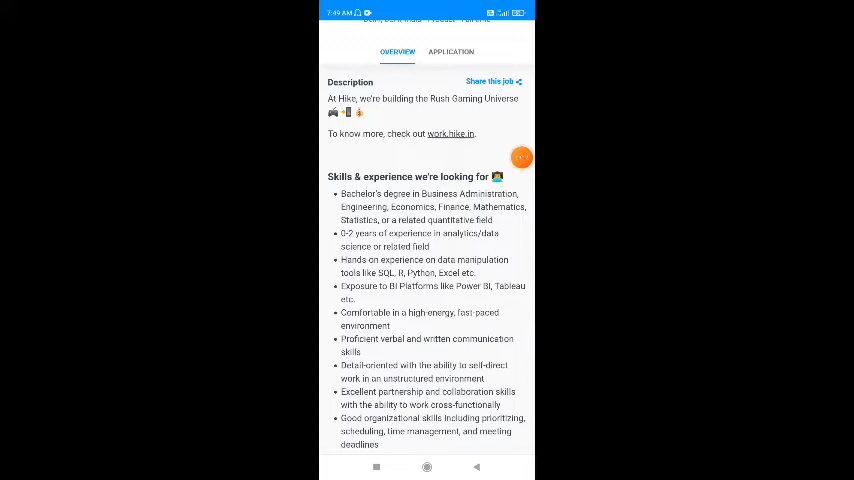 7:49 AM
OVERVIEW APPLICATION
Description Share this job
At Hike, we're building the Rush Gaming Universe
🎮 📲 💰
To know more, check out work.hike.in.
Skills & experience we're looking for 👨‍💻
• Bachelor's degree in Business Administration,
Engineering, Economics, Finance, Mathematics,
Statistics, or a related quantitative field
• 0-2 years of experience in analytics/data
science or related field
• Hands-on experience on data manipulation
tools like SQL, R, Python, Excel etc.
• Exposure to BI Platforms like Power BI, Tableau
etc.
• Comfortable in a high-energy, fast-paced
environment
• Proficient verbal and written communication
skills
• Detail-oriented with the ability to self-direct
work in an unstructured environment
• Excellent partnership and collaboration skills
with the ability to work cross-functionally
• Good organizational skills including prioritizing,
scheduling, time management, and meeting
deadlines